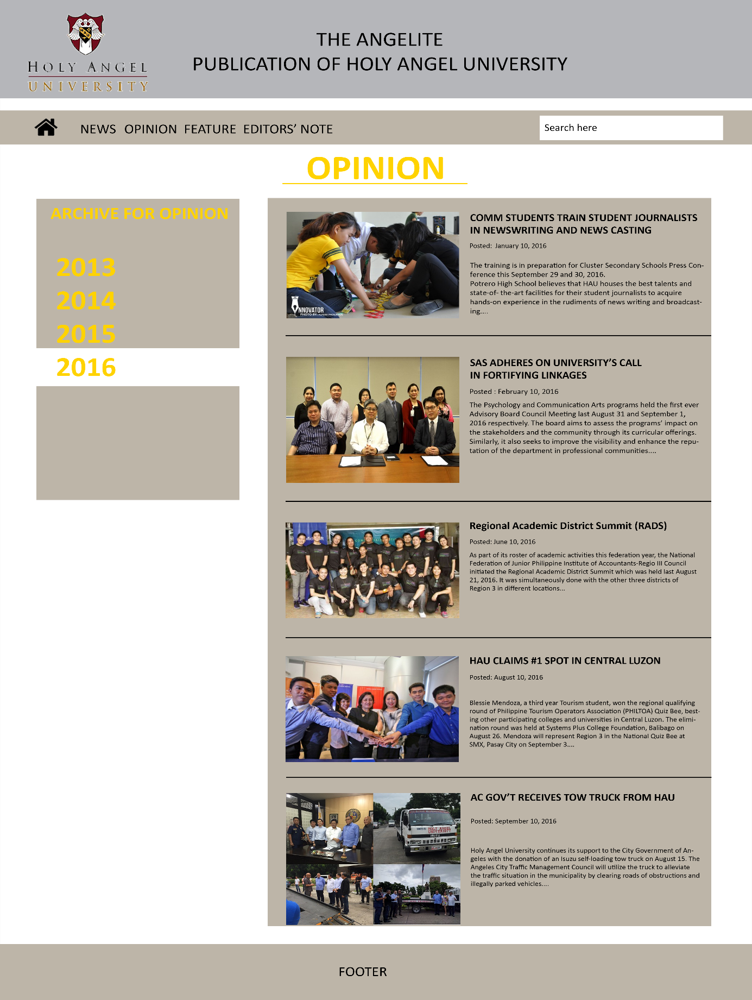 HOLY ANGEL
UNIVERSITY
THE ANGELITE
PUBLICATION OF HOLY ANGEL UNIVERSITY
NEWS OPINION FEATURE EDITORS’ NOTE
Search here
OPINION
ARCHIVE FOR OPINION
2013
2014
2015
2016
NNOVATOR
COMM STUDENTS TRAIN STUDENT JOURNALISTS
IN NEWSWRITING AND NEWS CASTING
Posted: January 10, 2016
The training is in preparation for Cluster Secondary Schools Press Con-
ference this September 29 and 30, 2016.
Potrero High School believes that HAU houses the best talents and
state-of- the-art facilities for their student journalists to acquire
hands-on experience in the rudiments of news writing and broadcast-
ing....
SAS ADHERES ON UNIVERSITY’S CALL
IN FORTIFYING LINKAGES
Posted : February 10, 2016
The Psychology and Communication Arts programs held the first ever
Advisory Board Council Meeting last August 31 and September 1,
2016 respectively. The board aims to assess the programs’ impact on
the stakeholders and the community through its curricular offerings.
Similarly, it also seeks to improve the visibility and enhance the repu-
tation of the department in professional communities....
Regional Academic District Summit (RADS)
Posted: June 10, 2016
As part of its roster of academic activities this federation year, the National
Federation of Junior Philippine Institute of Accountants-Regio III Council
initiated the Regional Academic District Summit which was held last August
21, 2016. It was simultaneously done with the other three districts of
Region 3 in different locations...
HAU CLAIMS #1 SPOT IN CENTRAL LUZON
Posted: August 10, 2016
Blessie Mendoza, a third year Tourism student, won the regional qualifying
round of Philippine Tourism Operators Association (PHILTOA) Quiz Bee, best-
ing other participating colleges and universities in Central Luzon. The elimi-
nation round was held at Systems Plus College Foundation, Balibago on
August 26. Mendoza will represent Region 3 in the National Quiz Bee at
SMX, Pasay City on September 3....
HOLY ANGEL
UNIVERSITY
ISUZU
AC GOV’T RECEIVES TOW TRUCK FROM HAU
Posted: September 10, 2016
Holy Angel University continues its support to the City Government of An-
geles with the donation of an Isuzu self-loading tow truck on August 15. The
Angeles City Traffic Management Council will utilize the truck to alleviate
the traffic situation in the municipality by clearing roads of obstructions and
illegally parked vehicles....
FOOTER